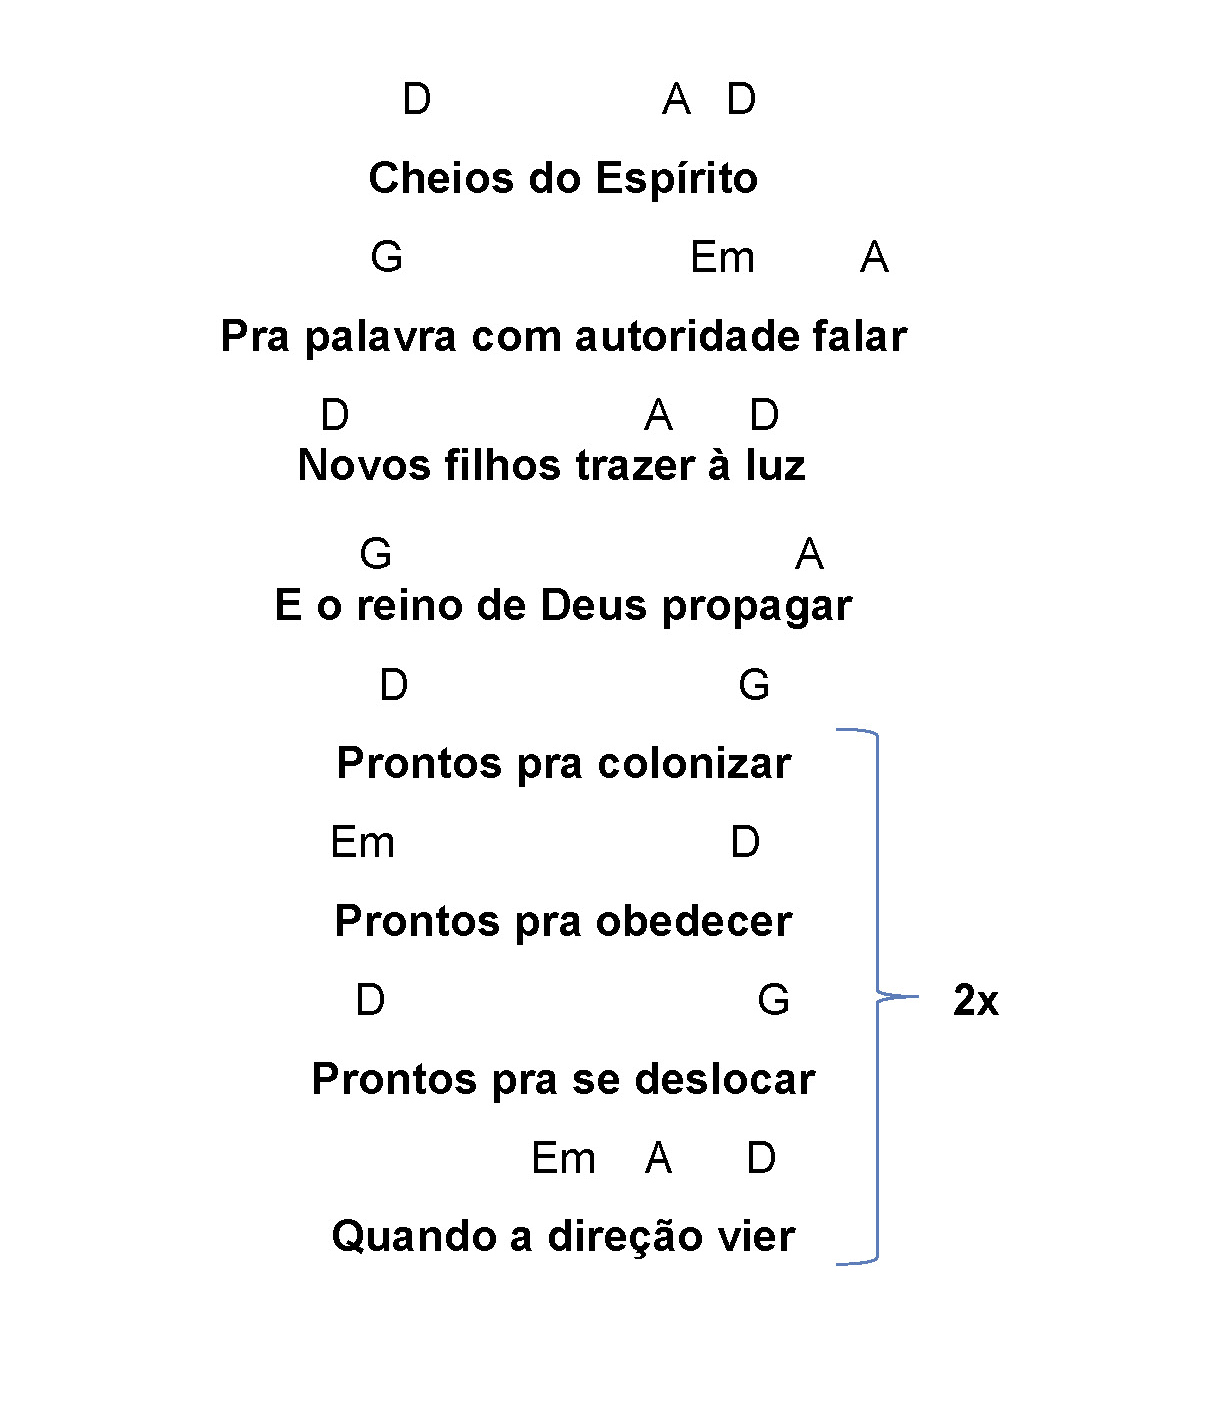 D A D
Cheios do Espírito
G Em A
Pra palavra com autoridade falar
D A D
Novos filhos trazer à luz
G A
E o reino de Deus propagar
D G
Prontos pra colonizar
Em D
Prontos pra obedecer
D G
2x
Prontos pra se deslocar
Em A D
Quando a direção vier